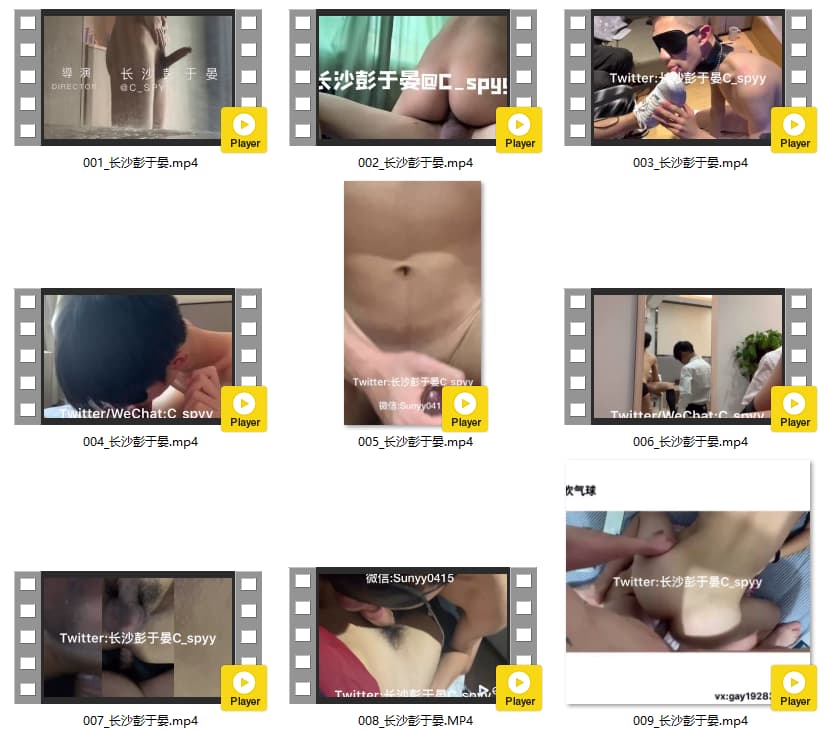 導演 長沙彭于晏
DIRECTOR @C_SPY
Player
001_长沙彭于晏.mp4
长沙彭于晏@C_spy
Player
002_长沙彭于晏.mp4
Twitter:长沙彭于晏C_spyy
Player
003_长沙彭于晏.mp4
Twitter/WeChat:C_spyy
Player
004_长沙彭于晏.mp4
Twitter:长沙彭于晏C_spyy
微信:Sunyy041
Player
005_长沙彭于晏.mp4
Twitter/WeChat:C_spyy
Player
006_长沙彭于晏.mp4
Twitter:长沙彭于晏C_spyy
Player
007_长沙彭于晏.mp4
微信:Sunyy0415
Twitter:长沙彭于晏C_spyy
Player
008_长沙彭于晏.MP4
吹气球
Twitter:长沙彭于晏C_spyy
vx:gay1928
Player
009_长沙彭于晏.mp4